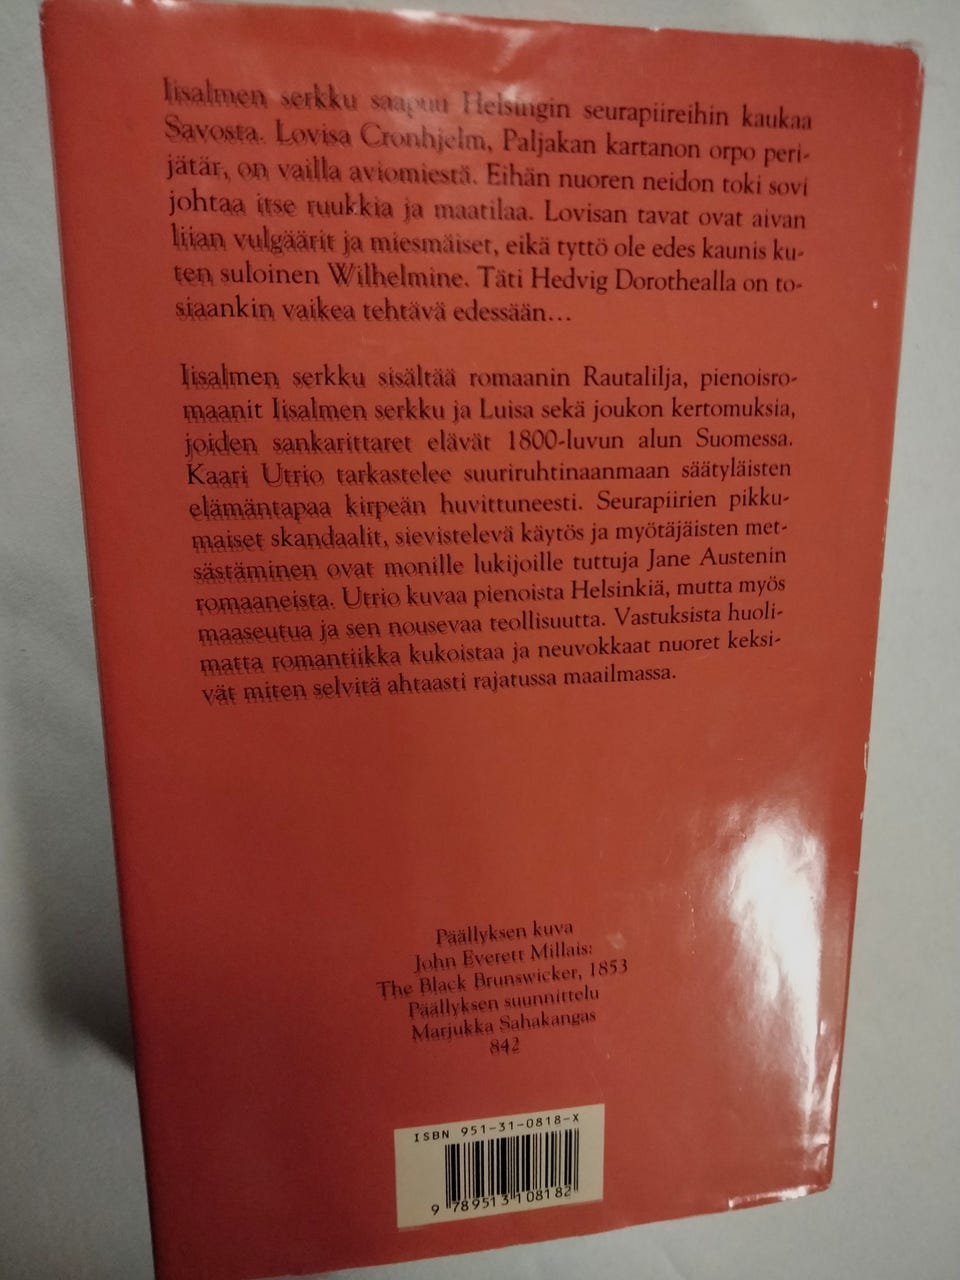 Iisalmen serkku saapuu Helsingin seurapiireihin kaukaa
Savosta. Lovisa Cronhjelm, Paljakan kartanon orpo peri-
jätär, on vailla aviomiestä. Eihän nuoren neidon toki sovi
johtaa itse ruukkia ja maatilaa. Lovisan tavat ovat aivan
liian vulgäärit ja miesmäiset, eikä tyttö ole edes kaunis ku-
ten suloinen Wilhelmine. Täti Hedvig Dorothealla on to-
siaankin vaikea tehtävä edessään...
Iisalmen serkku sisältää romaanin Rautalilja, pienoisro-
maanit Iisalmen serkku ja Luisa sekä joukon kertomuksia,
joiden sankarittaret elävät 1800-luvun alun Suomessa.
Kaari Utrio tarkastelee suuriruhtinaanmaan säätyläisten
elämäntapaa kirpeän huvittuneesti. Seurapiirien pikku-
maiset skandaalit, sievistelevä käytös ja myötäjäisten met-
sästäminen ovat monille lukijoille tuttuja Jane Austenin
romaaneista. Utrio kuvaa pienoista Helsinkiä, mutta myös
maaseutua ja sen nousevaa teollisuutta. Vastuksista huoli-
matta romantiikka kukoistaa ja neuvokkaat nuoret keksi-
vät miten selvitä ahtaasti rajatussa maailmassa.
Päällyksen kuva
John Everett Millais:
The Black Brunswicker, 1853
Päällyksen suunnittelu
Marjukka Sahakangas
842
ISBN 951-31-0818-X
9 789513 108182